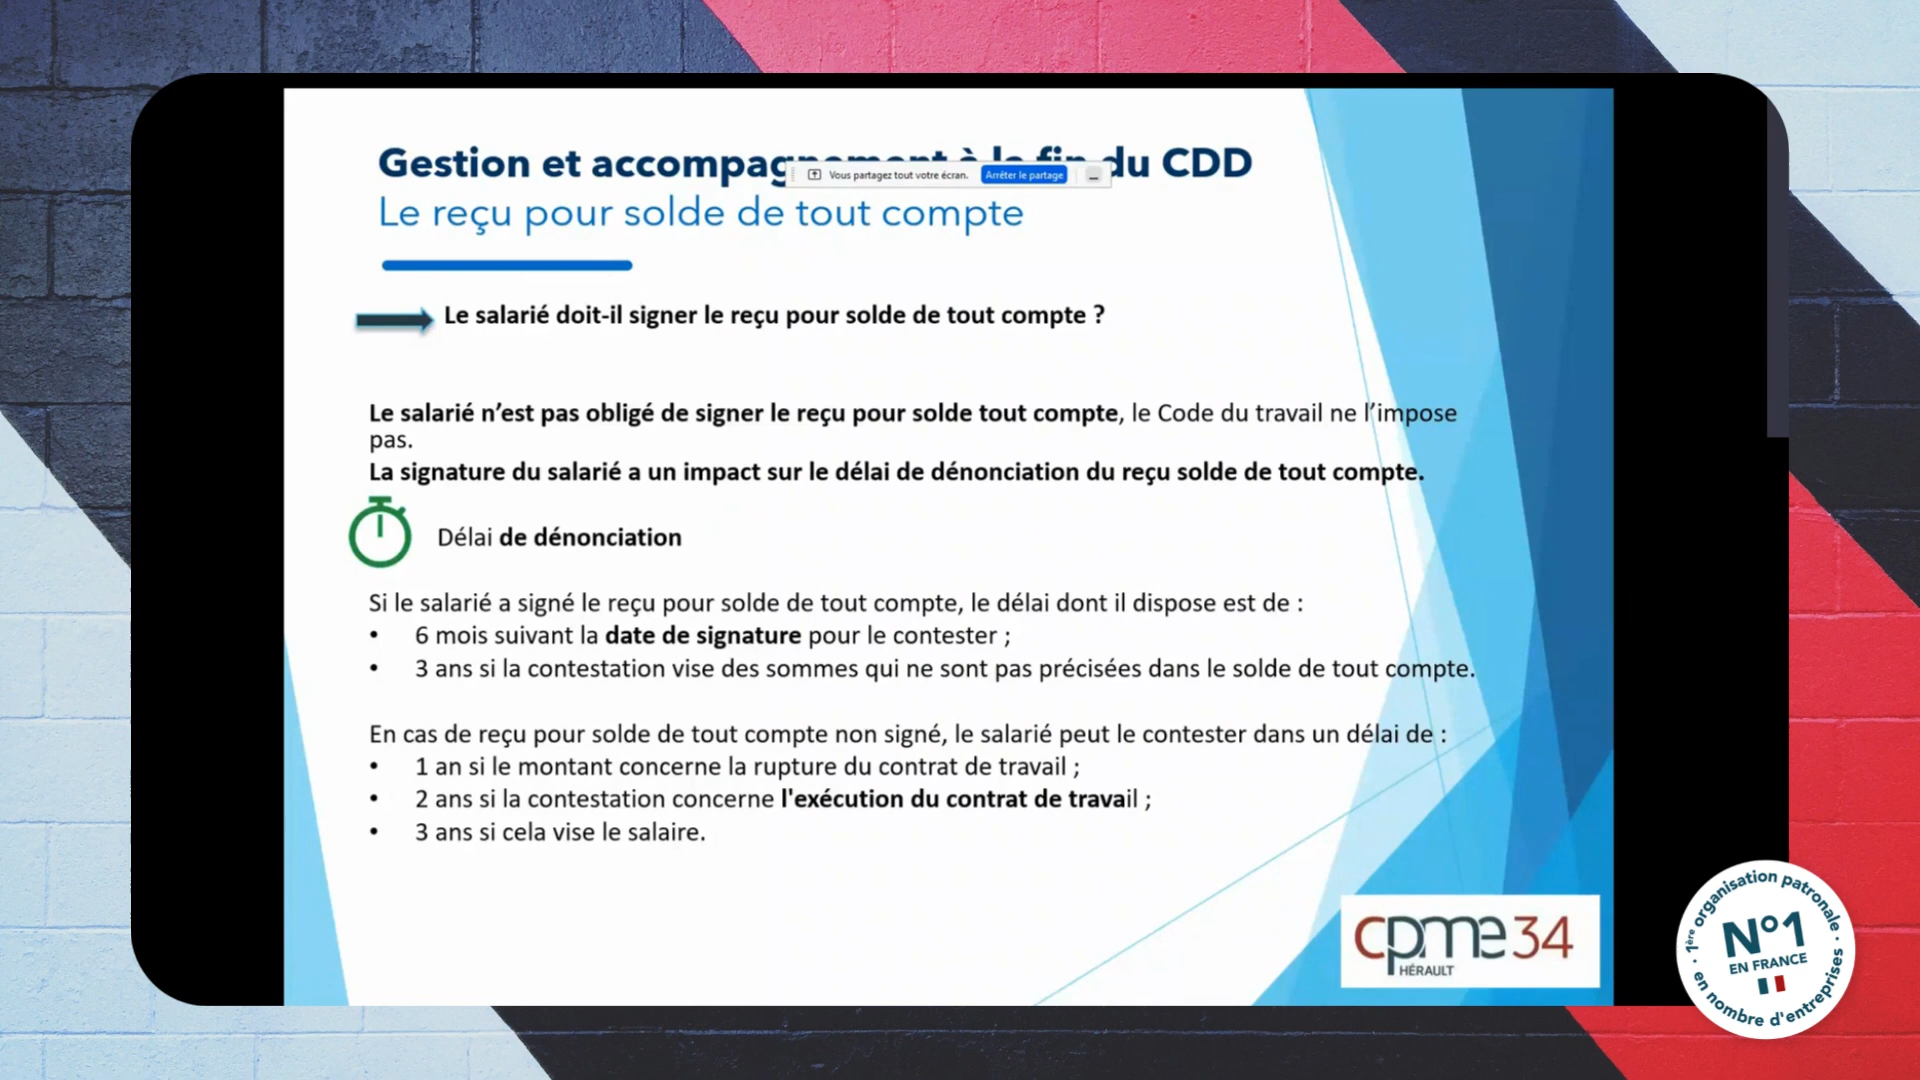 Gestion et accompagnement à la fin du CDD
Vous partagez tout votre écran. Arrêter le partage
Le reçu pour solde de tout compte
Le salarié doit-il signer le reçu pour solde de tout compte ?
Le salarié n’est pas obligé de signer le reçu pour solde tout compte, le Code du travail ne l’impose
pas.
La signature du salarié a un impact sur le délai de dénonciation du reçu solde de tout compte.
Délai de dénonciation
Si le salarié a signé le reçu pour solde de tout compte, le délai dont il dispose est de :
• 6 mois suivant la date de signature pour le contester ;
• 3 ans si la contestation vise des sommes qui ne sont pas précisées dans le solde de tout compte.
En cas de reçu pour solde de tout compte non signé, le salarié peut le contester dans un délai de :
• 1 an si le montant concerne la rupture du contrat de travail ;
• 2 ans si la contestation concerne l'exécution du contrat de travail ;
• 3 ans si cela vise le salaire.
cpme 34
HÉRAULT
1ère organisation patronale
N°1
EN FRANCE
en nombre d'entreprises